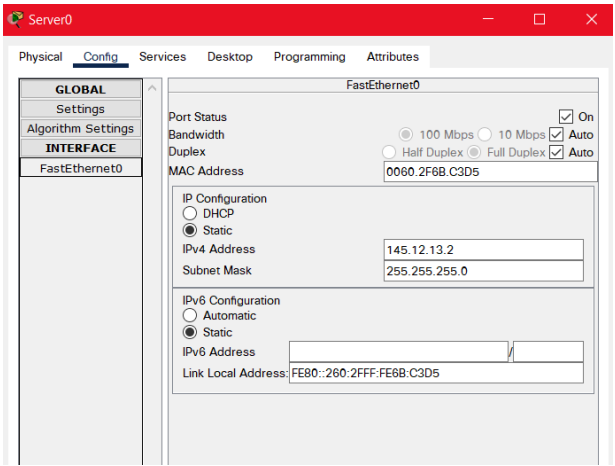 Server0
Physical Config Services Desktop Programming Attributes
GLOBAL
Settings
Algorithm Settings
INTERFACE
FastEthernet0
FastEthernet0
Port Status On
Bandwidth 100 Mbps 10 Mbps Auto
Duplex Half Duplex Full Duplex Auto
MAC Address 0060.2F6B.C3D5
IP Configuration
DHCP
Static
IPv4 Address 145.12.13.2
Subnet Mask 255.255.255.0
IPv6 Configuration
Automatic
Static
IPv6 Address /
Link Local Address: FE80::260:2FFF:FE6B:C3D5